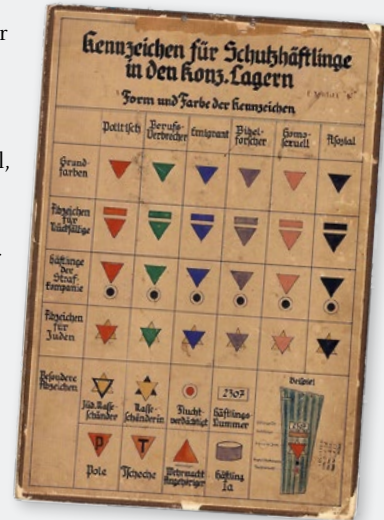 Kennzeichen für Schutzhäftlinge
in den Konz.Lagern
Form und Farbe der Kennzeichen
Politisch Berufs-Verbrecher Emigrant Bibel-forscher Homo-sexuell Asozial
Grund-
farben
Abzeichen
für
Rückfällige
Häftlinge
der
Straf-
kompanie
Abzeichen
für
Juden
Besondere
Abzeichen
Jüd.Rasse-
schänder
Rasse-
schänderin
Flucht-
verdächtigt
2307
Häftlings-
Nummer
Beispiel
P
Pole
T
Tscheche
Wehrmacht
Angehöriger
Häftling
Ia